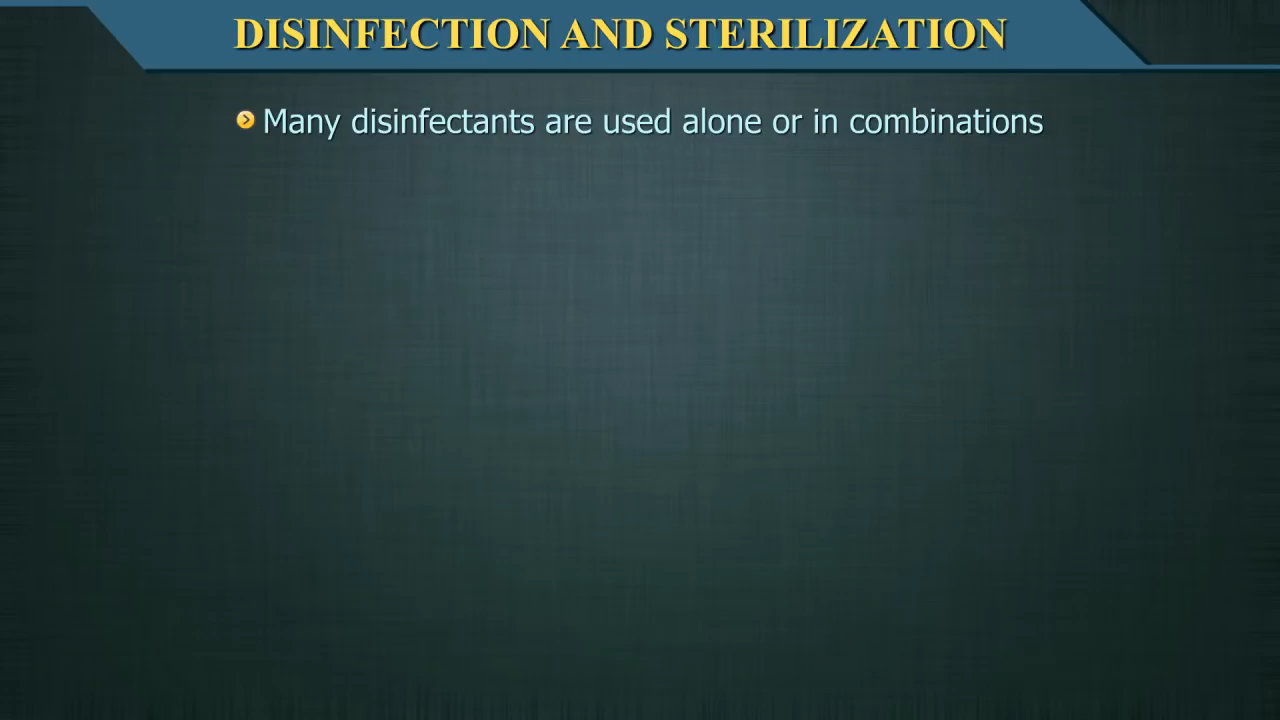 DISINFECTION AND STERILIZATION
Many disinfectants are used alone or in combinations